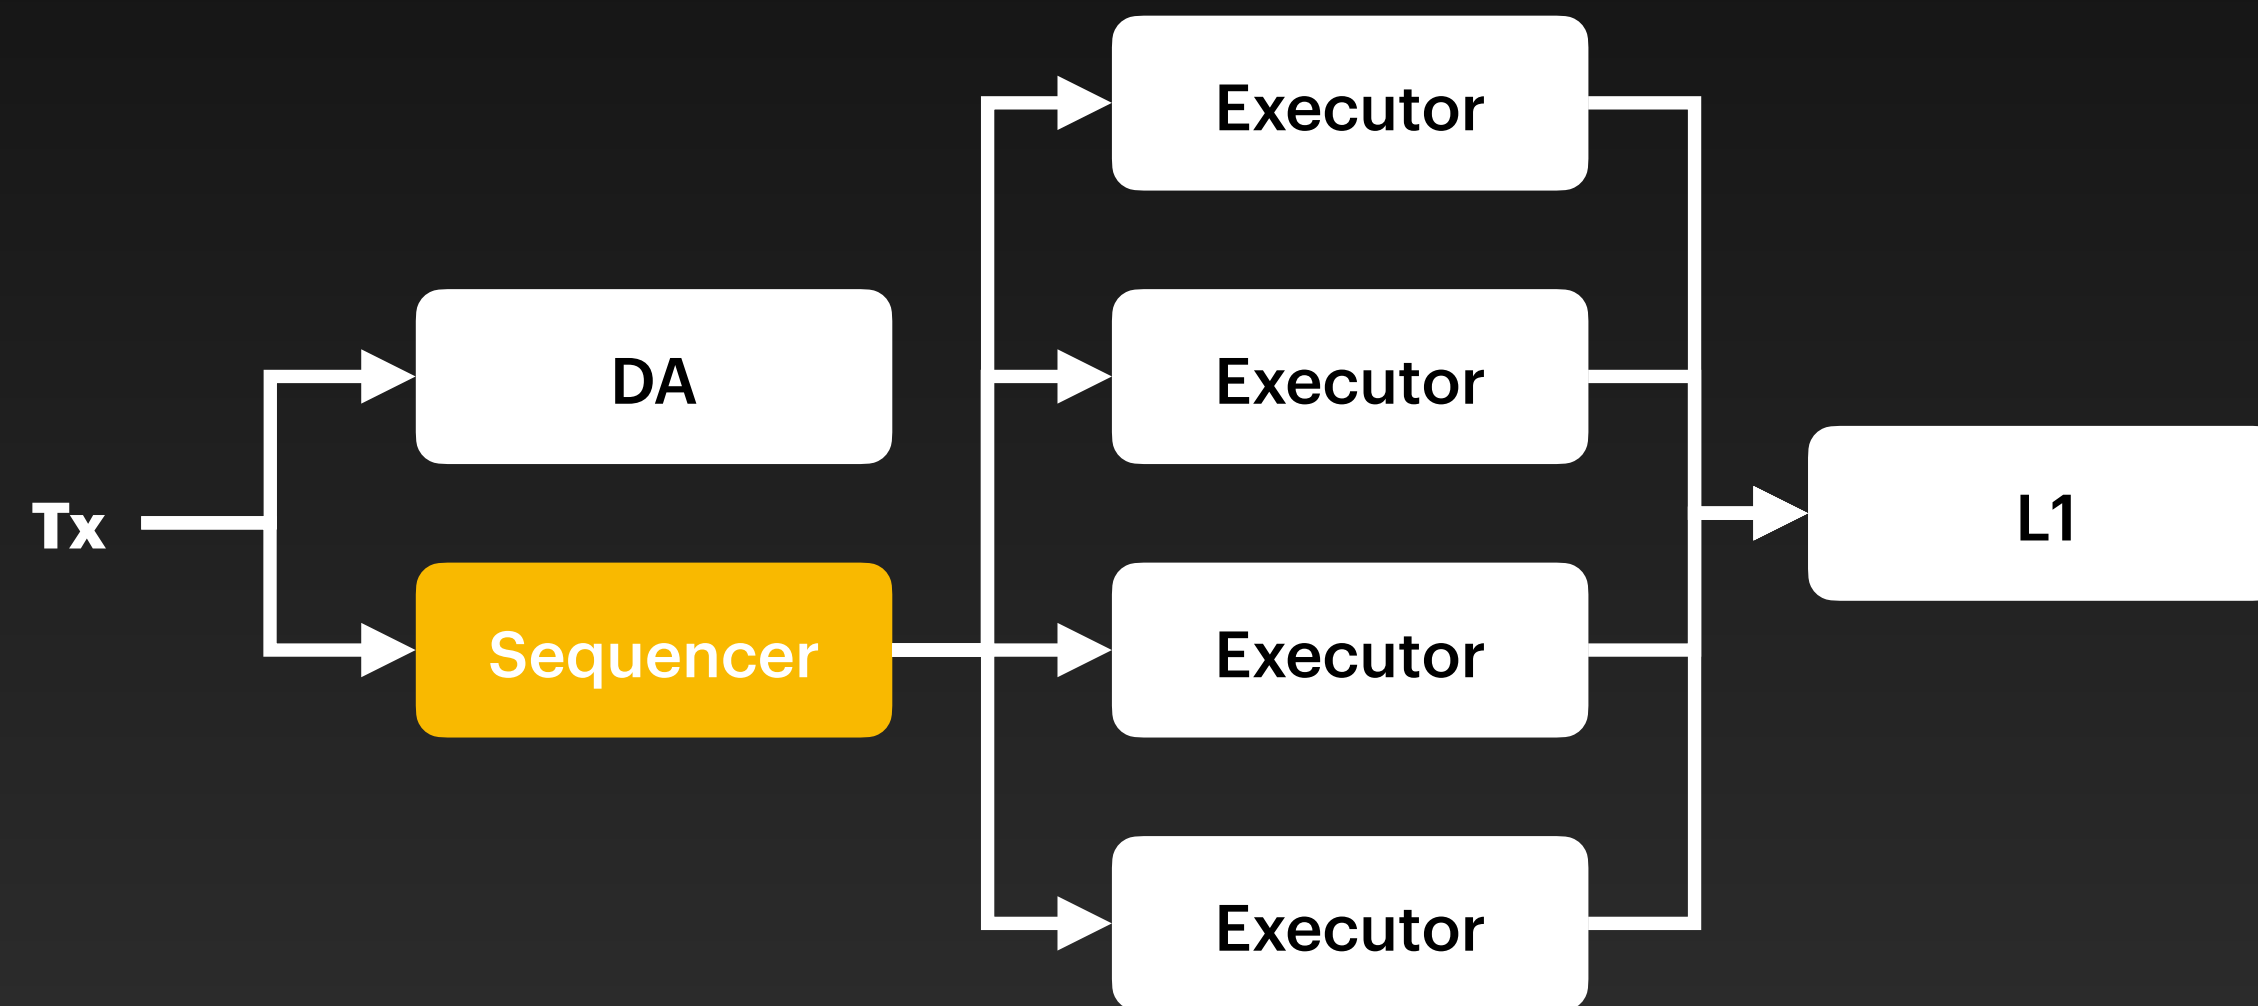 Tx
DA
Sequencer
Executor
Executor
Executor
Executor
L1